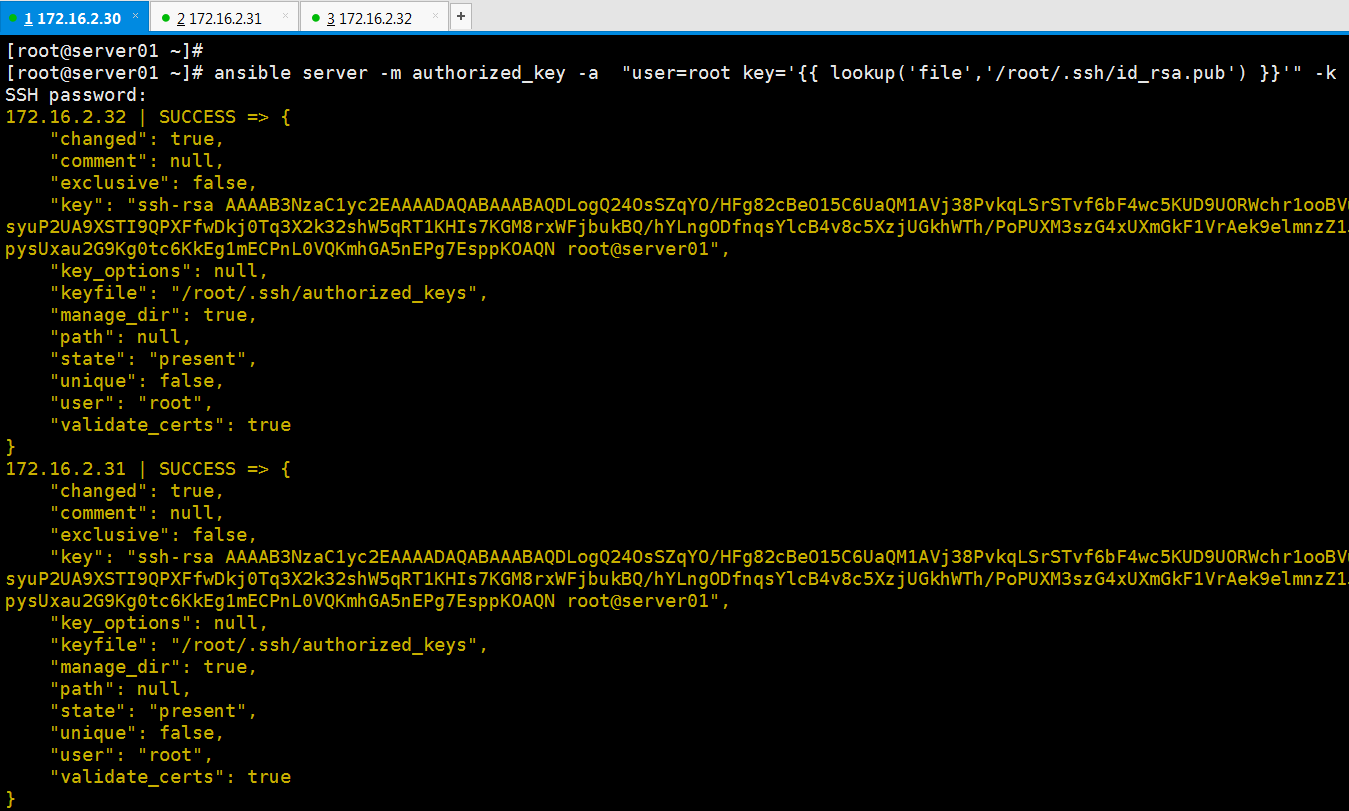 1 172.16.2.30 × 2 172.16.2.31 × 3 172.16.2.32 × +
[root@server01 ~]#
[root@server01 ~]# ansible server -m authorized_key -a  "user=root key='{{ lookup('file','/root/.ssh/id_rsa.pub') }}'" -k
SSH password:
172.16.2.32 | SUCCESS => {
    "changed": true,
    "comment": null,
    "exclusive": false,
    "key": "ssh-rsa AAAAB3NzaC1yc2EAAAADAQABAAABAQDLogQ24OsSZqYO/HFg82cBeO15C6UaQM1AVj38PvkqLSrSTvf6bF4wc5KUD9UORWchr1ooBV
syuP2UA9XSTI9QPXFfwDkj0Tq3X2k32shW5qRT1KHIs7KGM8rxWFjbukBQ/hYLngODfnqsYlcB4v8c5XzjUGkhWTh/PoPUXM3szG4xUXmGkF1VrAek9elmnzZ1
pysUxau2G9Kg0tc6KkEg1mECPnL0VQKmhGA5nEPg7EsppKOAQN root@server01",
    "key_options": null,
    "keyfile": "/root/.ssh/authorized_keys",
    "manage_dir": true,
    "path": null,
    "state": "present",
    "unique": false,
    "user": "root",
    "validate_certs": true
}
172.16.2.31 | SUCCESS => {
    "changed": true,
    "comment": null,
    "exclusive": false,
    "key": "ssh-rsa AAAAB3NzaC1yc2EAAAADAQABAAABAQDLogQ24OsSZqYO/HFg82cBeO15C6UaQM1AVj38PvkqLSrSTvf6bF4wc5KUD9UORWchr1ooBV
syuP2UA9XSTI9QPXFfwDkj0Tq3X2k32shW5qRT1KHIs7KGM8rxWFjbukBQ/hYLngODfnqsYlcB4v8c5XzjUGkhWTh/PoPUXM3szG4xUXmGkF1VrAek9elmnzZ1
pysUxau2G9Kg0tc6KkEg1mECPnL0VQKmhGA5nEPg7EsppKOAQN root@server01",
    "key_options": null,
    "keyfile": "/root/.ssh/authorized_keys",
    "manage_dir": true,
    "path": null,
    "state": "present",
    "unique": false,
    "user": "root",
    "validate_certs": true
}